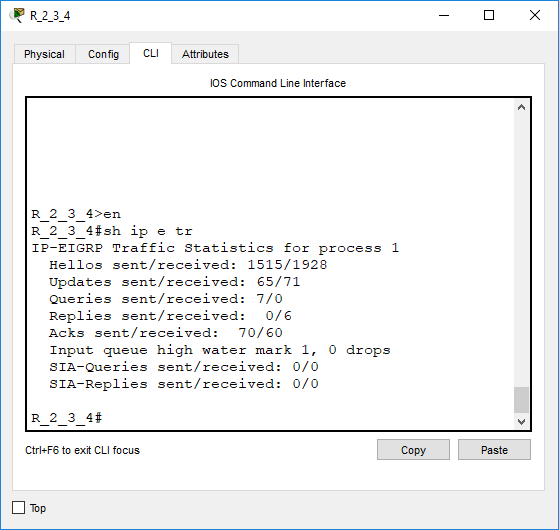 R_2_3_4
Physical Config CLI Attributes
IOS Command Line Interface
R_2_3_4>en
R_2_3_4#sh ip e tr
IP-EIGRP Traffic Statistics for process 1
  Hellos sent/received: 1515/1928
  Updates sent/received: 65/71
  Queries sent/received: 7/0
  Replies sent/received:  0/6
  Acks sent/received:  70/60
  Input queue high water mark 1, 0 drops
  SIA-Queries sent/received: 0/0
  SIA-Replies sent/received: 0/0
R_2_3_4#
Ctrl+F6 to exit CLI focus Copy Paste
Top